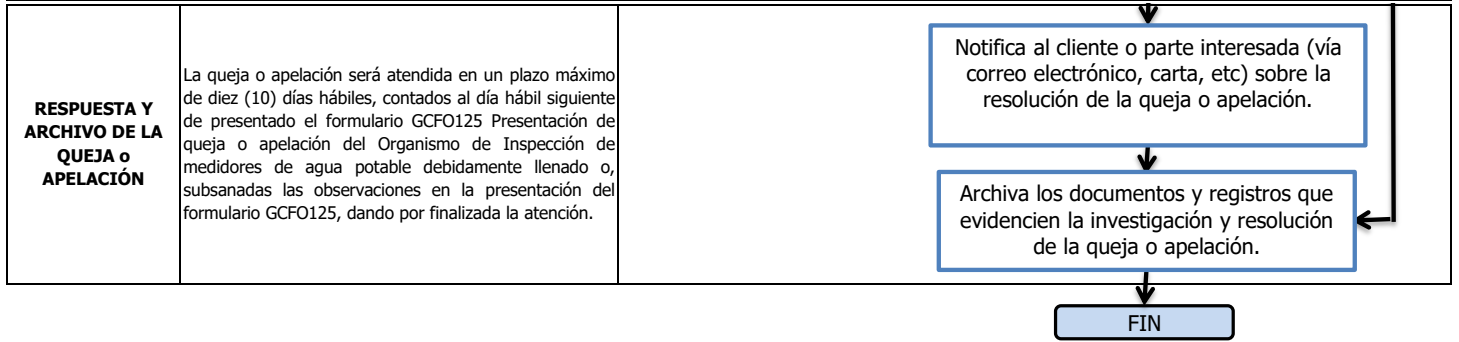 RESPUESTA Y
ARCHIVO DE LA
QUEJA o
APELACIÓN
La queja o apelación será atendida en un plazo máximo
de diez (10) días hábiles, contados al día hábil siguiente
de presentado el formulario GCFO125 Presentación de
queja o apelación del Organismo de Inspección de
medidores de agua potable debidamente llenado o,
subsanadas las observaciones en la presentación del
formulario GCFO125, dando por finalizada la atención.
Notifica al cliente o parte interesada (vía
correo electrónico, carta, etc) sobre la
resolución de la queja o apelación.
Archiva los documentos y registros que
evidencien la investigación y resolución
de la queja o apelación.
FIN